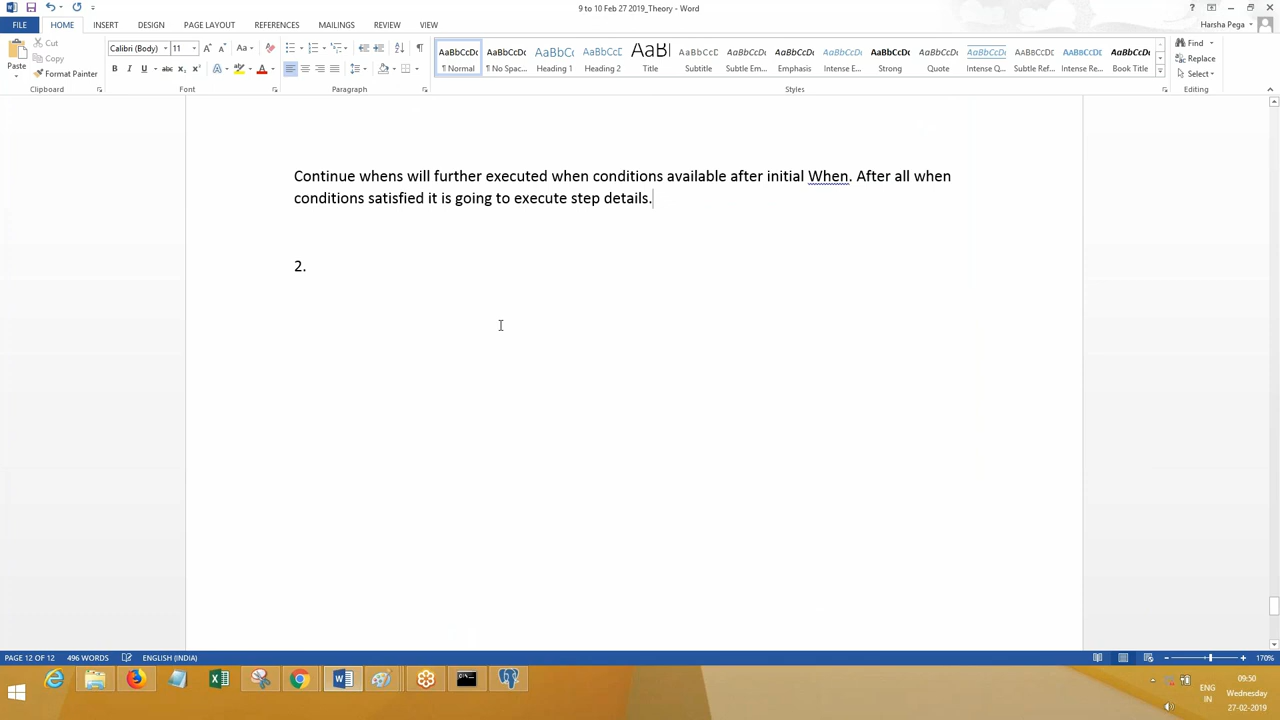 9 to 10 Feb 27 2019_Theory - Word
FILE HOME INSERT DESIGN PAGE LAYOUT REFERENCES MAILINGS REVIEW VIEW Harsha Pega
Paste Cut Copy Format Painter
Calibri (Body) 11
AaBbCcDc ¶ Normal AaBbCcDc ¶ No Spac... AaBbCc Heading 1 AaBbCcC Heading 2 AaBl Title AaBbCcC Subtitle AaBbCcDc Subtle Em... AaBbCcDc Emphasis AaBbCcDc Intense E... AaBbCcDc Strong AaBbCcDc Quote AaBbCcDc Intense Q... AaBbCcDc Subtle Ref... AaBbCcDc Intense Re... AaBbCcDc Book Title
Find Replace Select
Clipboard Font Paragraph Styles Editing
Continue whens will further executed when conditions available after initial When. After all when
conditions satisfied it is going to execute step details.
2.
PAGE 12 OF 12 496 WORDS ENGLISH (INDIA) 170%
ENG
IN
09:50
Wednesday
27-02-2019